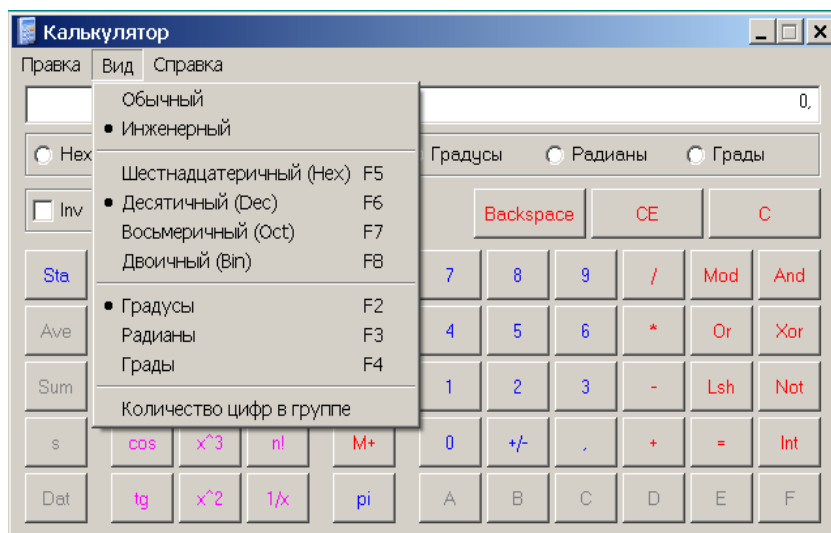 Калькулятор
Правка Вид Справка
0,
Обычный
• Инженерный
Шестнадцатеричный (Hex) F5
• Десятичный (Dec) F6
Восьмеричный (Oct) F7
Двоичный (Bin) F8
• Градусы F2
Радианы F3
Грады F4
Количество цифр в группе
Hex Градусы Радианы Грады
Inv Backspace CE C
Sta 7 8 9 / Mod And
Ave 4 5 6 * Or Xor
Sum 1 2 3 - Lsh Not
s cos x^3 n! M+ 0 +/- , + = Int
Dat tg x^2 1/x pi A B C D E F